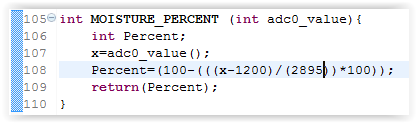 105 int MOISTURE_PERCENT (int adc0_value){
106 int Percent;
107 x=adc0_value();
108 Percent=(100-(((x-1200)/(2895))*100));
109 return(Percent);
110 }